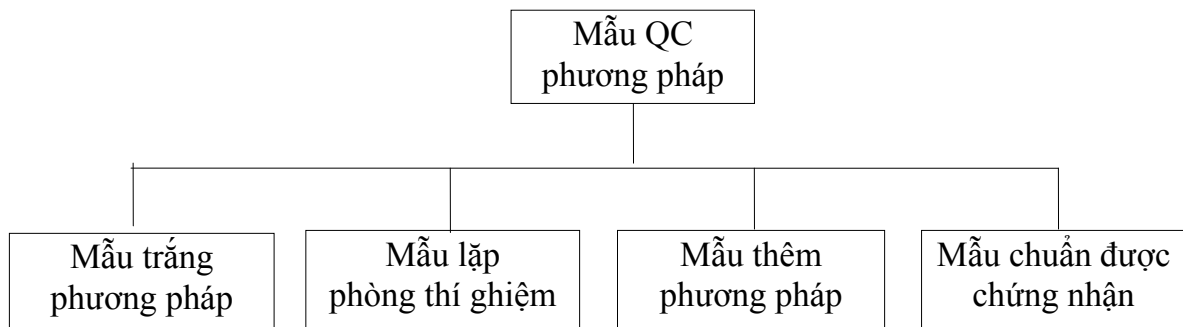 Mẫu QC
phương pháp
Mẫu trắng
phương pháp
Mẫu lặp
phòng thí ghiệm
Mẫu thêm
phương pháp
Mẫu chuẩn được
chứng nhận